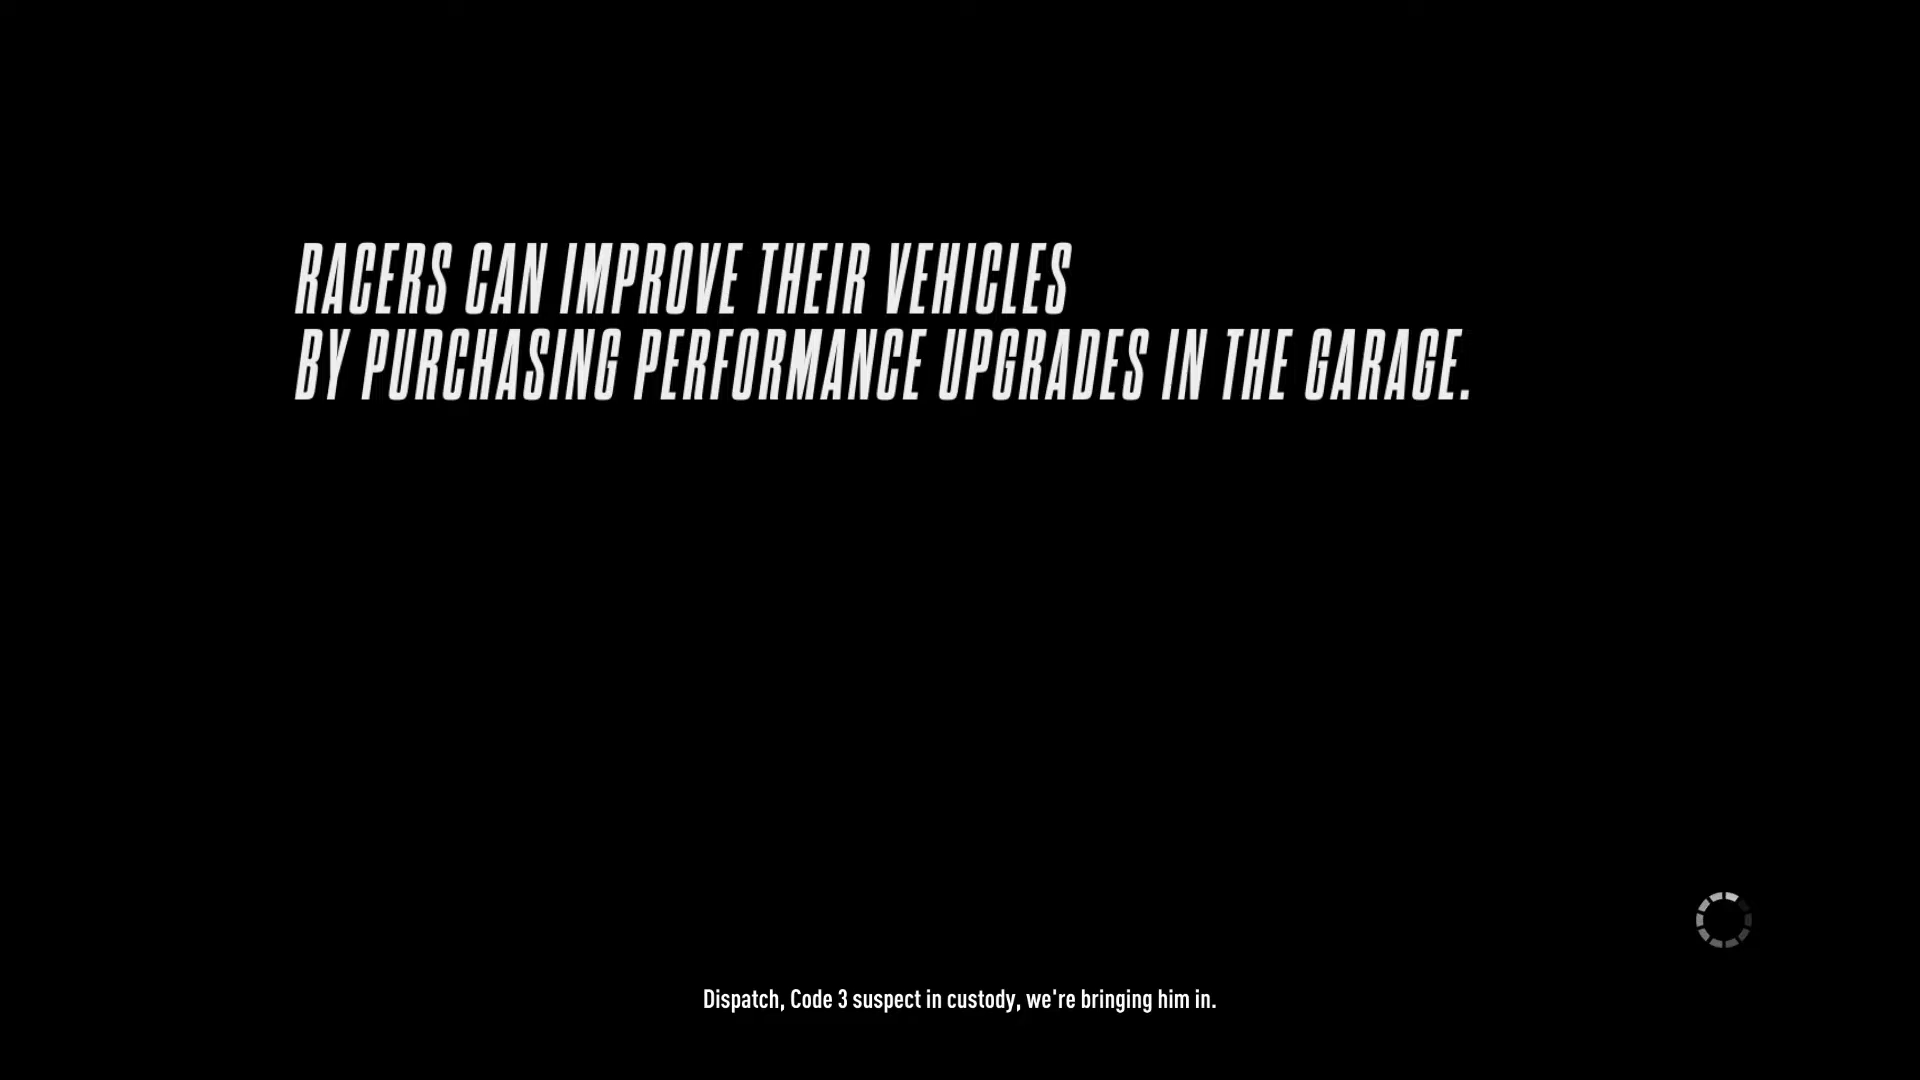 RACERS CAN IMPROVE THEIR VEHICLES
BY PURCHASING PERFORMANCE UPGRADES IN THE GARAGE.
Dispatch, Code 3 suspect in custody, we're bringing him in.